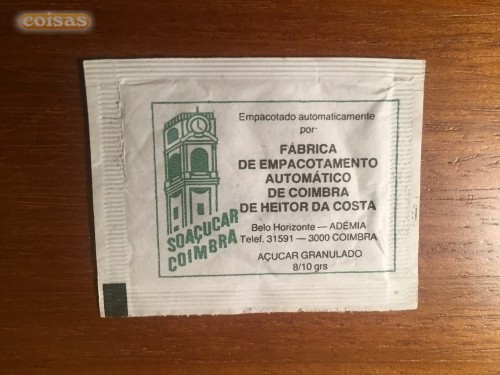 coisas
Empacotado automaticamente
por
FÁBRICA
DE EMPACOTAMENTO
AUTOMÁTICO
DE COIMBRA
DE HEITOR DA COSTA
Belo Horizonte — ADÉMIA
Telef. 31591 — 3000 COIMBRA
AÇUCAR GRANULADO
8/10 grs
SOAÇUCAR
COIMBRA